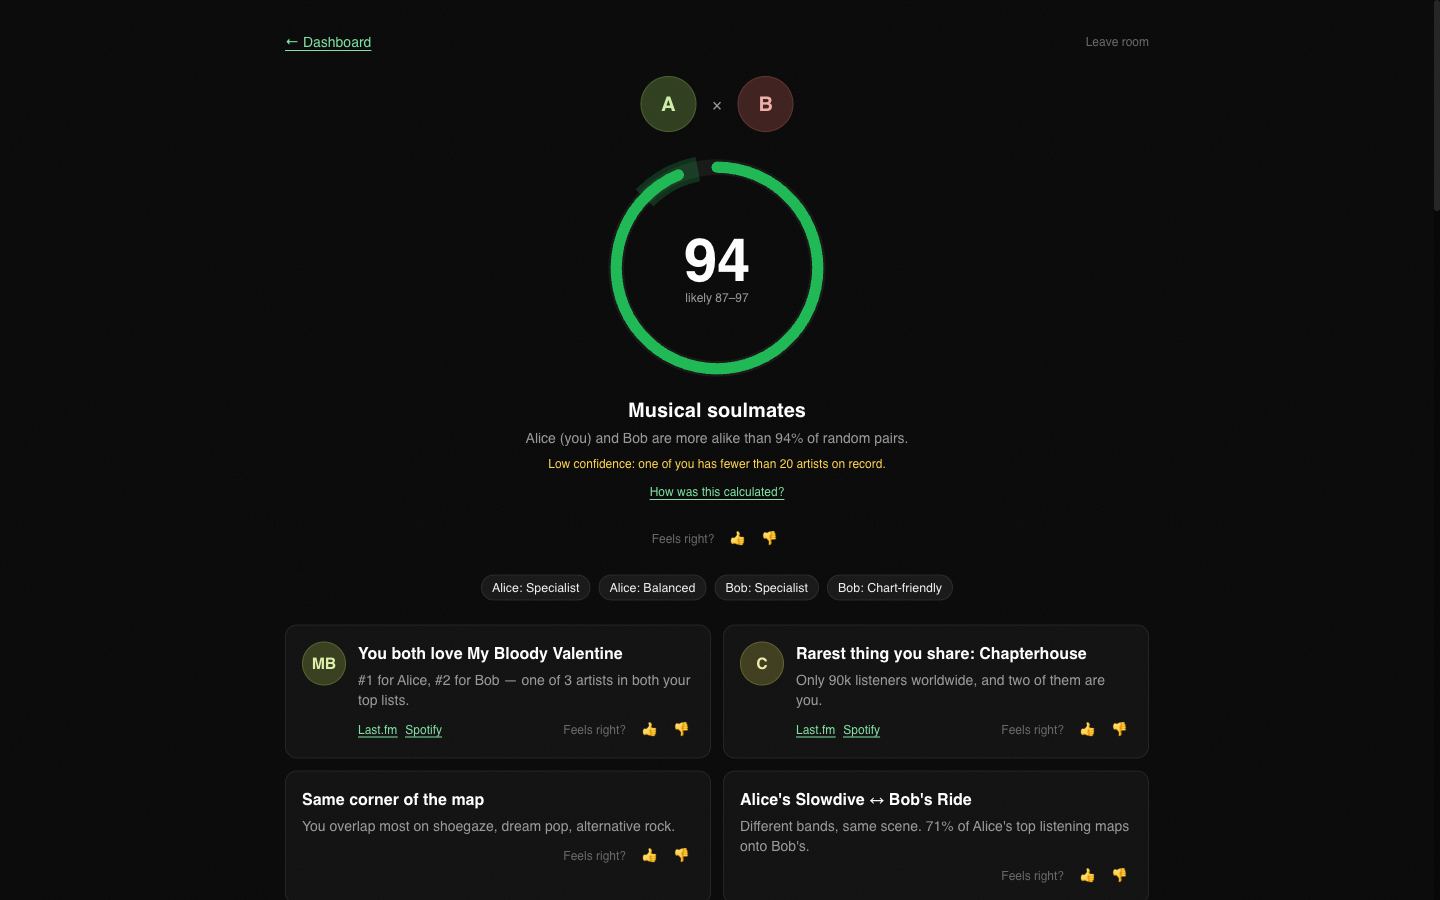 ← Dashboard
Leave room
A × B
94
likely 87–97
Musical soulmates
Alice (you) and Bob are more alike than 94% of random pairs.
Low confidence: one of you has fewer than 20 artists on record.
How was this calculated?
Feels right? 👍 👎
Alice: Specialist
Alice: Balanced
Bob: Specialist
Bob: Chart-friendly
MB
You both love My Bloody Valentine
#1 for Alice, #2 for Bob — one of 3 artists in both your
top lists.
Last.fm Spotify
Feels right? 👍 👎
C
Rarest thing you share: Chapterhouse
Only 90k listeners worldwide, and two of them are
you.
Last.fm Spotify
Feels right? 👍 👎
Same corner of the map
You overlap most on shoegaze, dream pop, alternative rock.
Feels right? 👍 👎
Alice's Slowdive ↔ Bob's Ride
Different bands, same scene. 71% of Alice's top listening maps
onto Bob's.
Feels right? 👍 👎